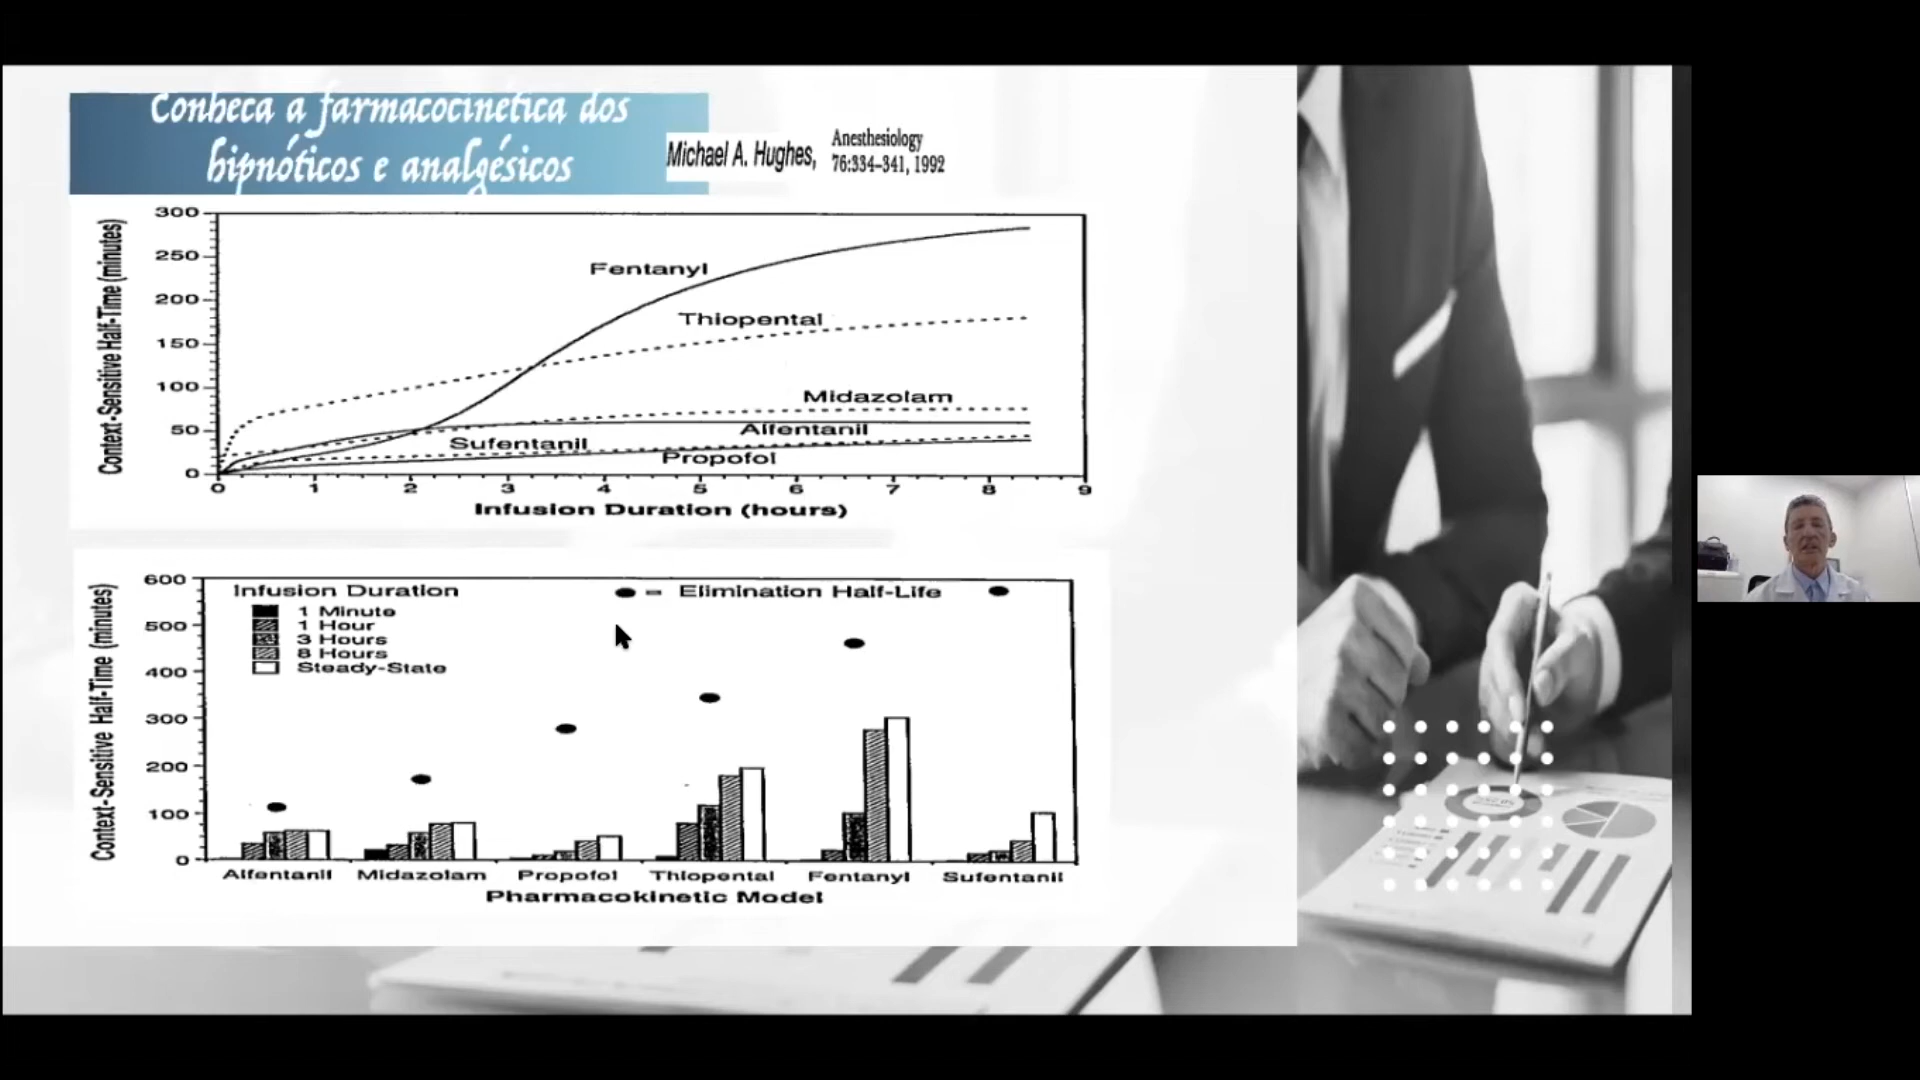 Conheca a farmacocinética dos
hipnóticos e analgésicos
Michael A. Hughes,
Anesthesiology
76:334–341, 1992
Context-Sensitive Half-Time (minutes)
300
250
200
150
100
50
0
Fentanyl
Thiopental
Midazolam
Alfentanil
Sufentanil
Propofol
0 1 2 3 4 5 6 7 8 9
Infusion Duration (hours)
Context-Sensitive Half-Time (minutes)
600
500
400
300
200
100
0
Infusion Duration
1 Minute
1 Hour
3 Hours
8 Hours
Steady-State
= Elimination Half-Life
Alfentanil Midazolam Propofol Thiopental Fentanyl Sufentanil
Pharmacokinetic Model